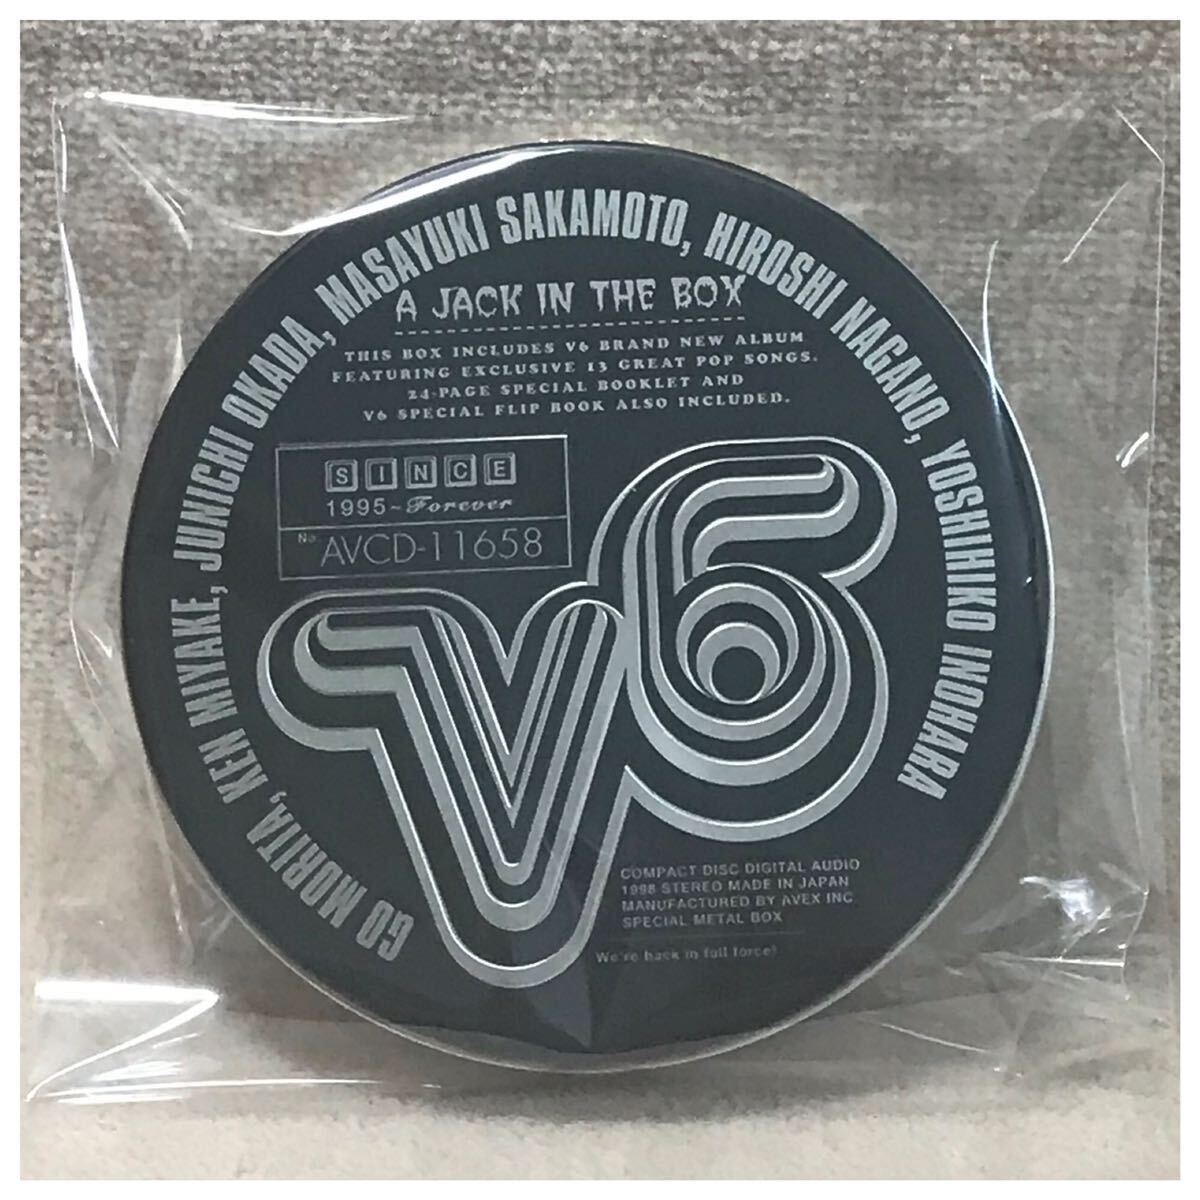 GO MORITA, KEN MIYAKE, JUNICHI OKADA, MASAYUKI SAKAMOTO, HIROSHI NAGANO, YOSHIHIKO INOHARA
A JACK IN THE BOX
THIS BOX INCLUDES V6 BRAND NEW ALBUM
FEATURING EXCLUSIVE 13 GREAT POP SONGS.
24-PAGE SPECIAL BOOKLET AND
V6 SPECIAL FLIP BOOK ALSO INCLUDED.
SINCE
1995~Forever
No. AVCD-11658
V6
COMPACT DISC DIGITAL AUDIO
1998 STEREO MADE IN JAPAN
MANUFACTURED BY AVEX INC.
SPECIAL METAL BOX
We're back in full force!